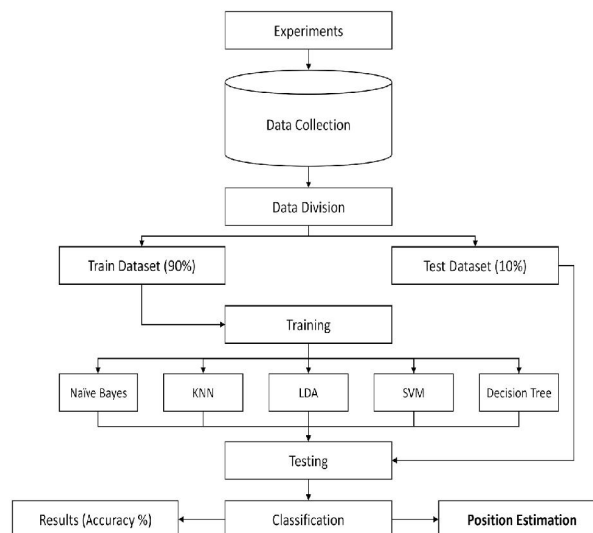 Experiments
Data Collection
Data Division
Train Dataset (90%)
Test Dataset (10%)
Training
Naïve Bayes
KNN
LDA
SVM
Decision Tree
Testing
Results (Accuracy %)
Classification
Position Estimation